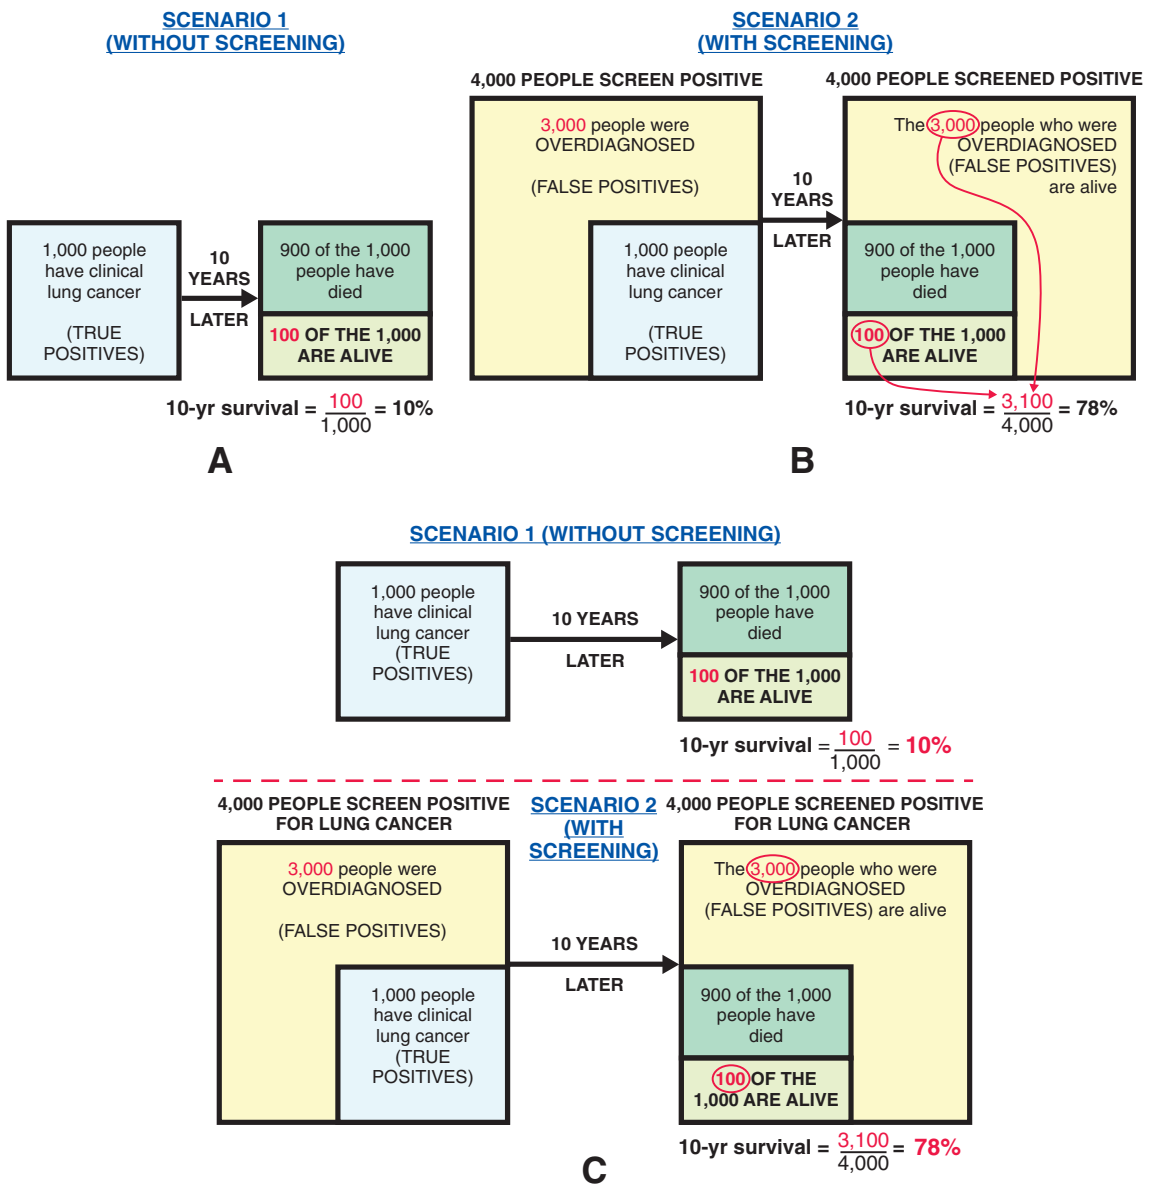 SCENARIO 1
(WITHOUT SCREENING)
1,000 people
have clinical
lung cancer
(TRUE
POSITIVES)
10
YEARS
LATER
900 of the 1,000
people have
died
100 OF THE 1,000
ARE ALIVE
10-yr survival = 100 = 10%
1,000
A
SCENARIO 2
(WITH SCREENING)
4,000 PEOPLE SCREEN POSITIVE
3,000 people were
OVERDIAGNOSED
(FALSE POSITIVES)
1,000 people
have clinical
lung cancer
(TRUE
POSITIVES)
10
YEARS
LATER
4,000 PEOPLE SCREENED POSITIVE
The 3,000 people who were
OVERDIAGNOSED
(FALSE POSITIVES)
are alive
900 of the 1,000
people have
died
100 OF THE 1,000
ARE ALIVE
10-yr survival = 3,100 = 78%
4,000
B
SCENARIO 1 (WITHOUT SCREENING)
1,000 people
have clinical
lung cancer
(TRUE
POSITIVES)
10 YEARS
LATER
900 of the 1,000
people have
died
100 OF THE 1,000
ARE ALIVE
10-yr survival = 100 = 10%
1,000
4,000 PEOPLE SCREEN POSITIVE
FOR LUNG CANCER
SCENARIO 2
(WITH
SCREENING)
4,000 PEOPLE SCREENED POSITIVE
FOR LUNG CANCER
3,000 people were
OVERDIAGNOSED
(FALSE POSITIVES)
1,000 people
have clinical
lung cancer
(TRUE
POSITIVES)
10 YEARS
LATER
The 3,000 people who were
OVERDIAGNOSED
(FALSE POSITIVES) are alive
900 of the 1,000
people have
died
100 OF THE
1,000 ARE ALIVE
10-yr survival = 3,100 = 78%
4,000
C